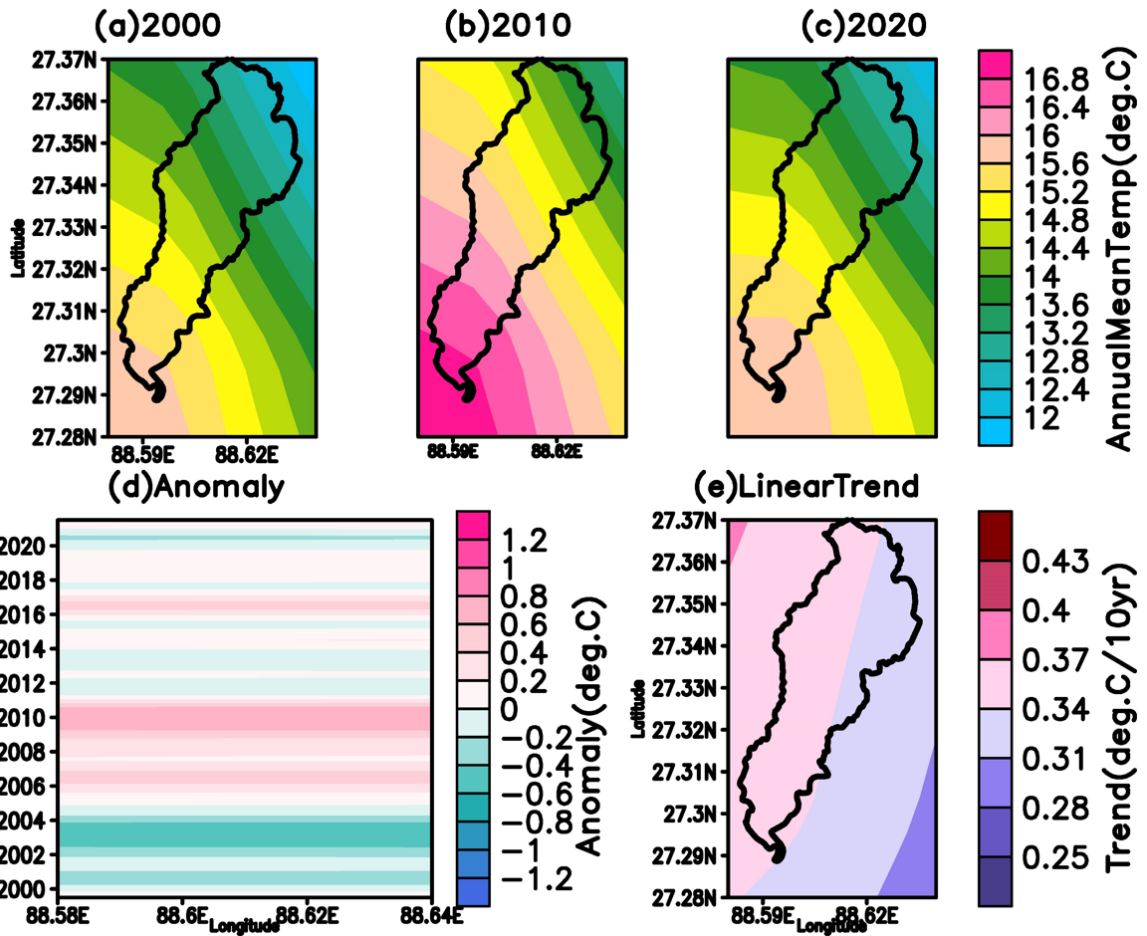 (a)2000
(b)2010
(c)2020
27.37N
27.36N
27.35N
27.34N
27.33N
27.32N
27.31N
27.3N
27.29N
27.28N
Latitude
88.59E
88.62E
88.59E
88.62E
16.8
16.4
16
15.6
15.2
14.8
14.4
14
13.6
13.2
12.8
12.4
12
AnnualMeanTemp(deg.C)
(d)Anomaly
2020
2018
2016
2014
2012
2010
2008
2006
2004
2002
2000
88.58E
88.6E
88.62E
88.64E
Longitude
1.2
1
0.8
0.6
0.4
0.2
0
−0.2
−0.4
−0.6
−0.8
−1
−1.2
Anomaly(deg.C)
(e)LinearTrend
27.37N
27.36N
27.35N
27.34N
27.33N
27.32N
27.31N
27.3N
27.29N
27.28N
Latitude
88.59E
88.62E
Longitude
0.43
0.4
0.37
0.34
0.31
0.28
0.25
Trend(deg.C/10yr)